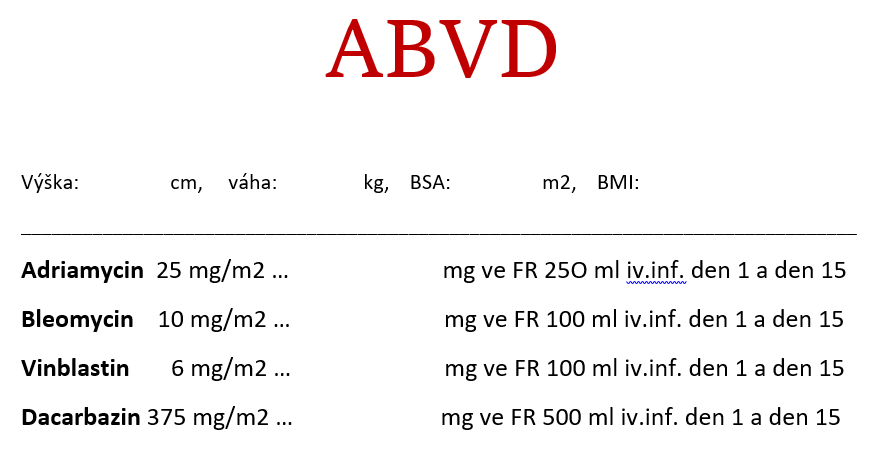 ABVD
Výška: cm, váha: kg, BSA: m2, BMI:
Adriamycin 25 mg/m2 ... mg ve FR 25O ml iv.inf. den 1 a den 15
Bleomycin 10 mg/m2 ... mg ve FR 100 ml iv.inf. den 1 a den 15
Vinblastin 6 mg/m2 ... mg ve FR 100 ml iv.inf. den 1 a den 15
Dacarbazin 375 mg/m2 ... mg ve FR 500 ml iv.inf. den 1 a den 15